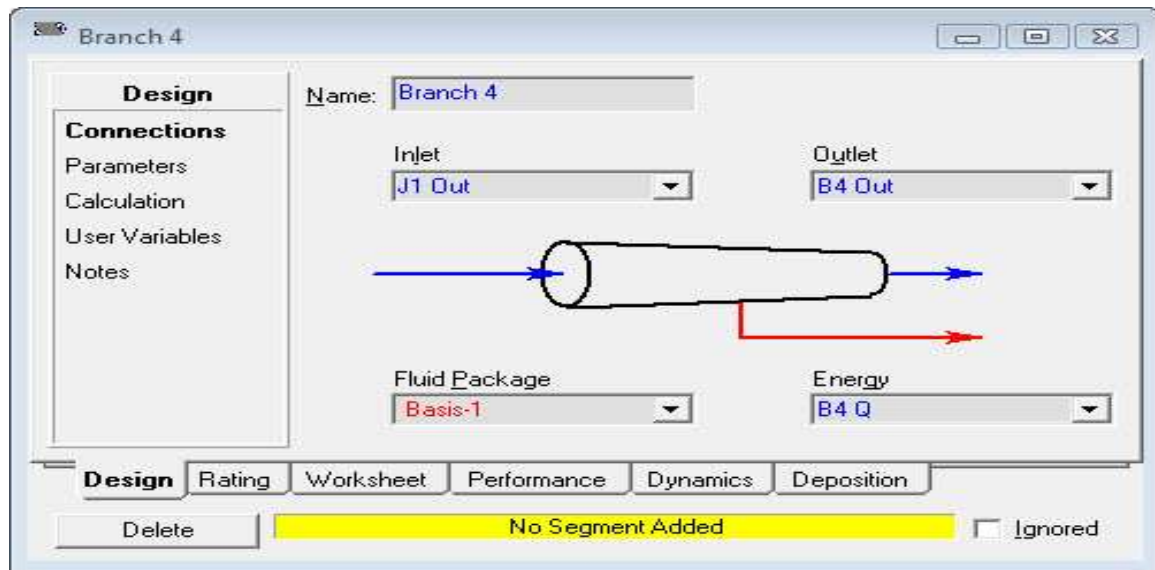 Branch 4
Design
Connections
Parameters
Calculation
User Variables
Notes
Name: Branch 4
Inlet
J1 Out
Outlet
B4 Out
Fluid Package
Basis-1
Energy
B4 Q
Design Rating Worksheet Performance Dynamics Deposition
Delete No Segment Added Ignored